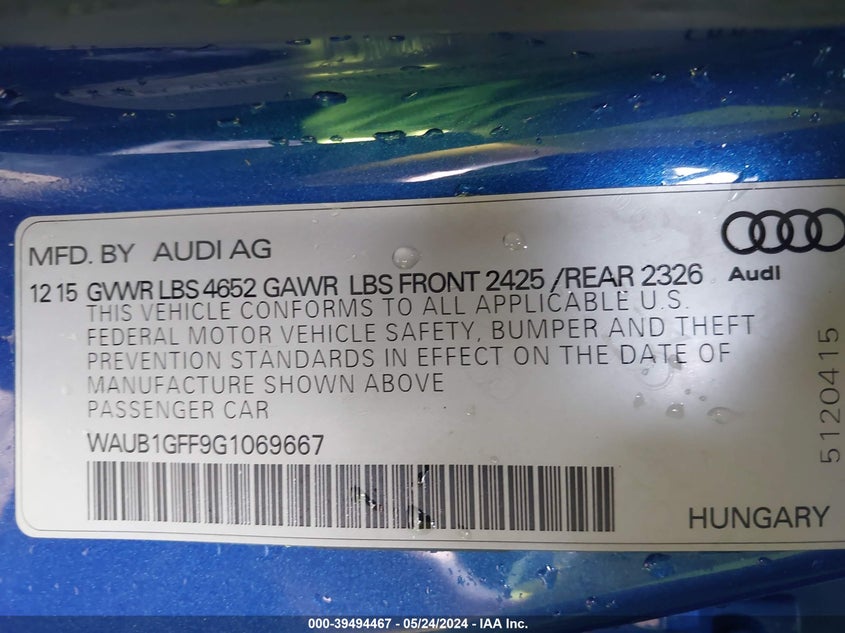 MFD. BY AUDI AG
Audi
12 15 GVWR LBS 4652 GAWR LBS FRONT 2425 /REAR 2326
THIS VEHICLE CONFORMS TO ALL APPLICABLE U.S.
FEDERAL MOTOR VEHICLE SAFETY, BUMPER AND THEFT
PREVENTION STANDARDS IN EFFECT ON THE DATE OF
MANUFACTURE SHOWN ABOVE
PASSENGER CAR
WAUB1GFF9G1069667
5120415
HUNGARY
000-39494467 - 05/24/2024 - IAA Inc.